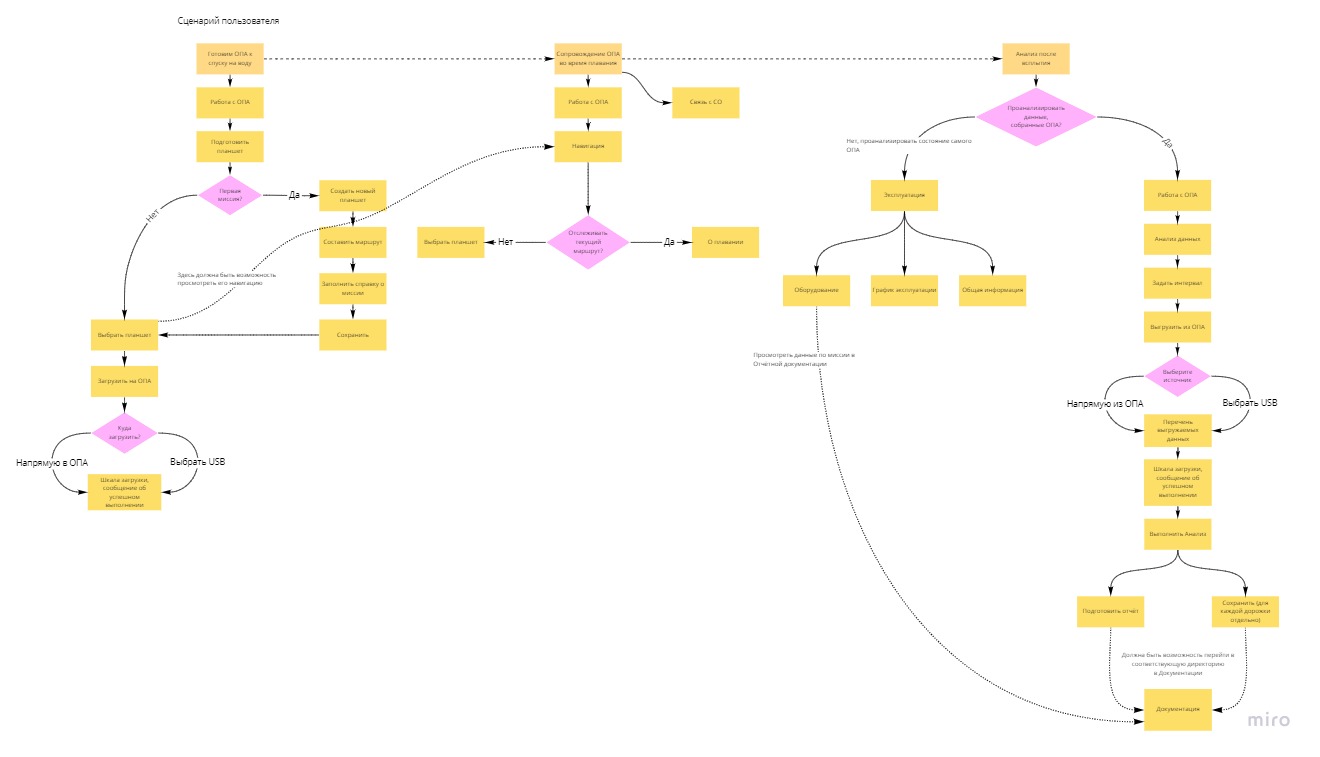 Сценарий пользователя
Готовим ОПА к
спуску на воду
Работа с ОПА
Подготовить
планшет
Первая
миссия?
Да
Нет
Создать новый
планшет
Составить маршрут
Заполнить справку о
миссии
Сохранить
Здесь должна быть возможность
просмотреть его навигацию
Выбрать планшет
Загрузить на ОПА
Куда
загрузить?
Напрямую в ОПА
Выбрать USB
Шкала загрузки,
сообщение об
успешном
выполнении
Сопровождение ОПА
во время плавания
Работа с ОПА
Связь с СО
Навигация
Отслеживать
текущий
маршрут?
Нет
Да
Выбрать планшет
О плавании
Анализ после
всплытия
Проанализировать
данные,
собранные ОПА?
Нет, проанализировать состояние самого
ОПА
Да
Эксплуатация
Оборудование
График эксплуатации
Общая информация
Просмотреть данные по миссии в
Отчётной документации
Работа с ОПА
Анализ данных
Задать интервал
Выгрузить из ОПА
Выберите
источник
Напрямую из ОПА
Выбрать USB
Перечень
выгружаемых
данных
Шкала загрузки,
сообщение об
успешном
выполнении
Выполнить Анализ
Подготовить отчёт
Сохранить (для
каждой дорожки
отдельно)
Должна быть возможность перейти в
соответствующую директорию
в Документации
Документация
miro